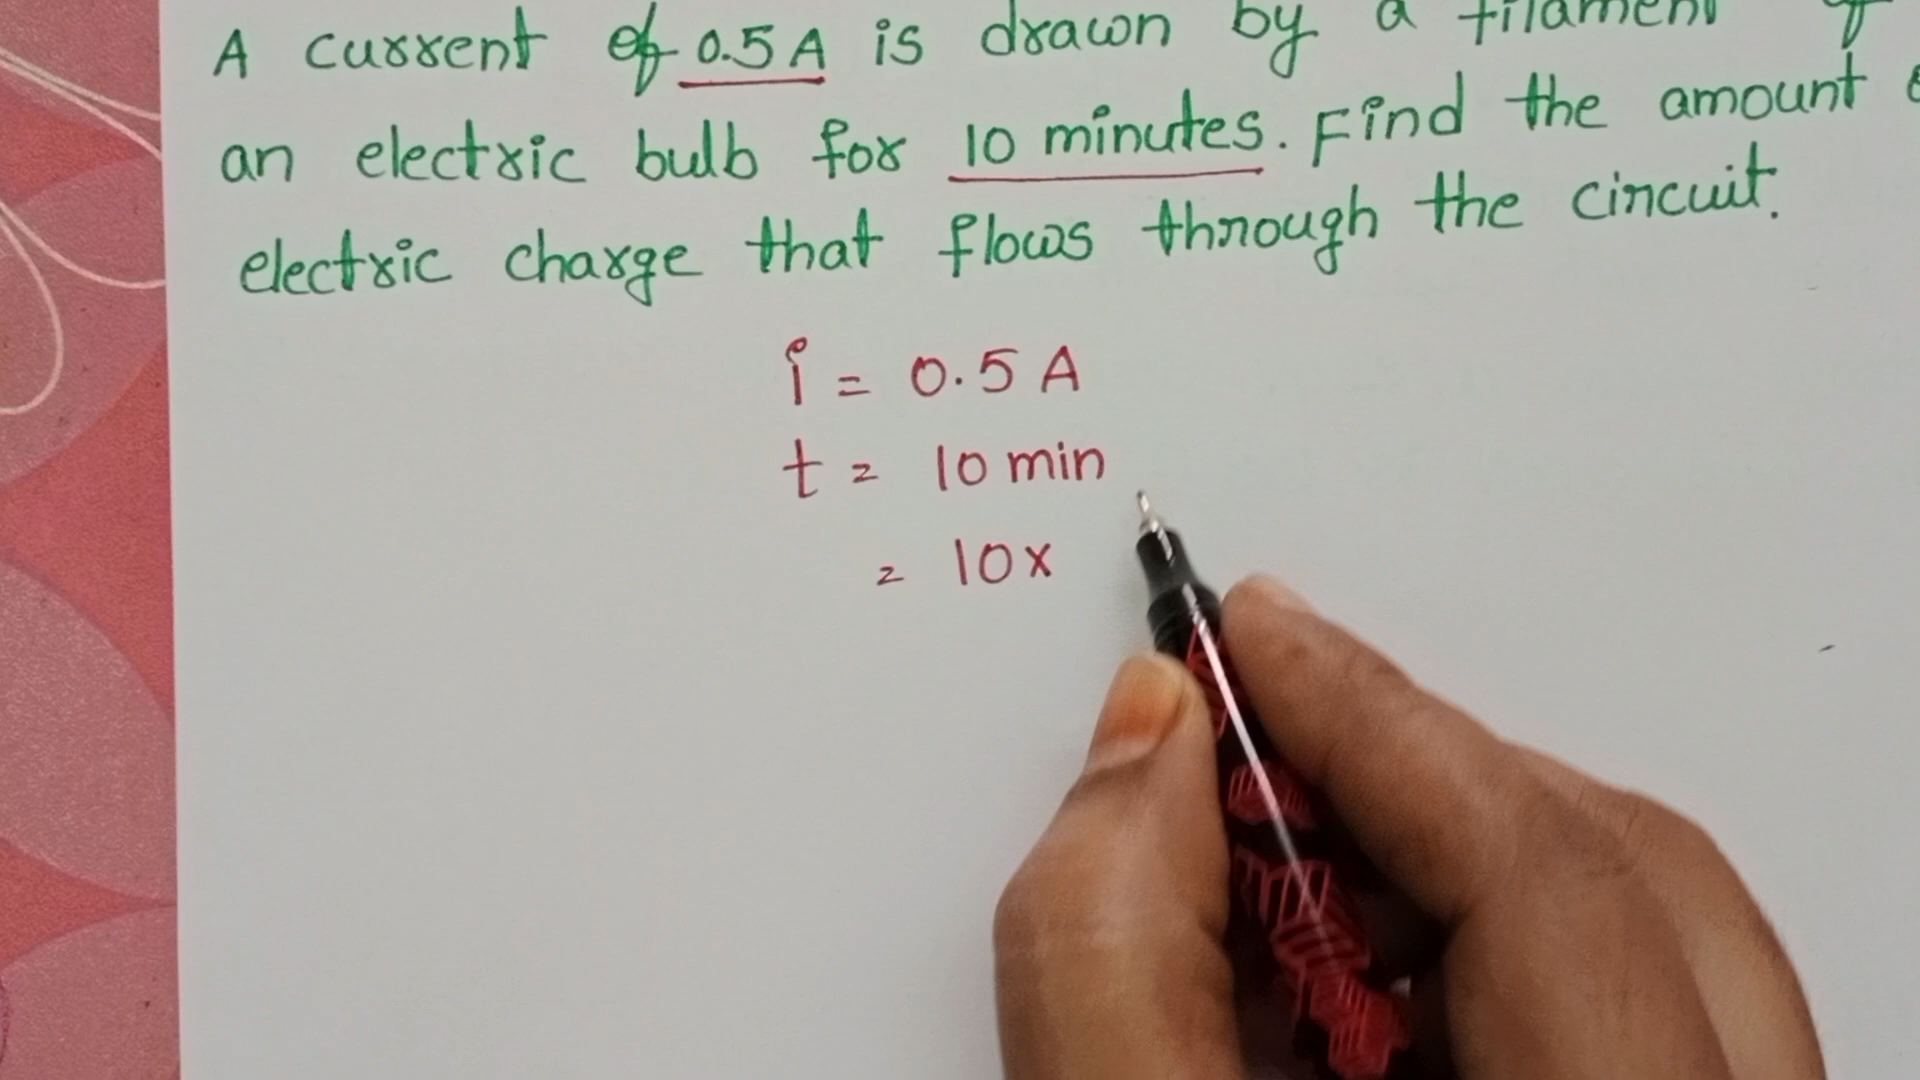 A current of 0.5 A is drawn by a filament of
an electric bulb for 10 minutes. Find the amount
electric charge that flows through the circuit.
i = 0.5 A
t = 10 min
= 10x